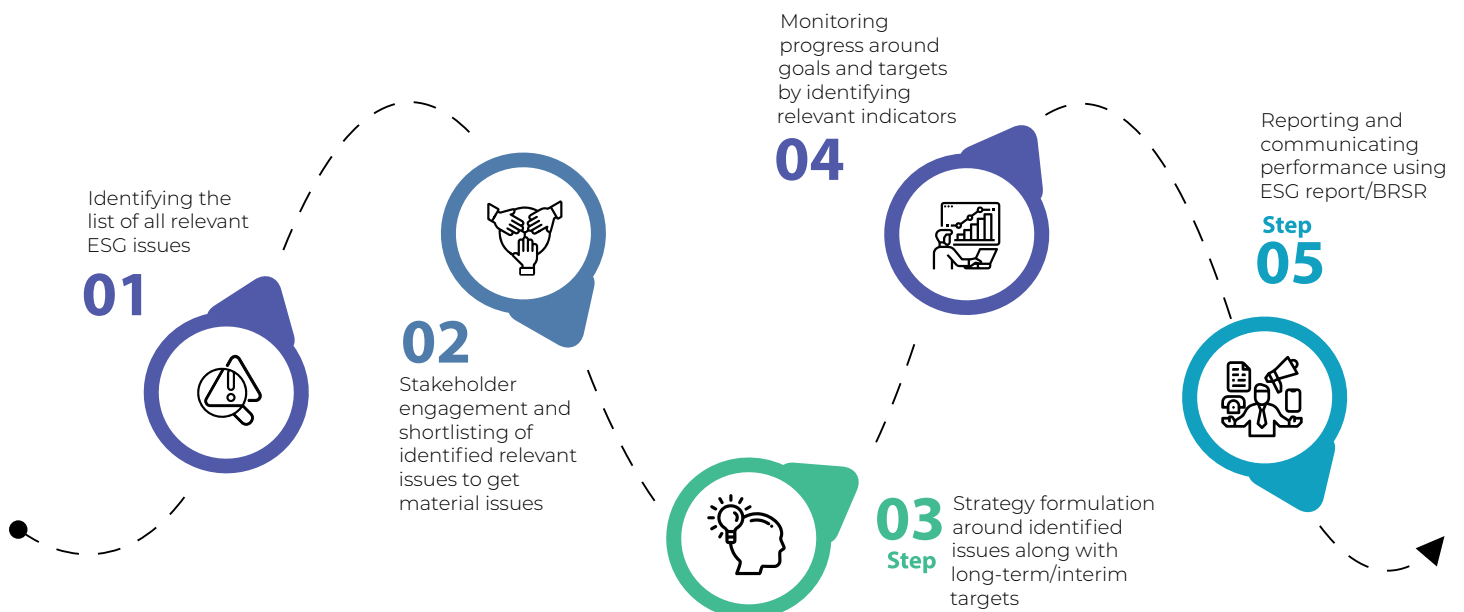 Identifying the
list of all relevant
ESG issues
01
02
Stakeholder
engagement and
shortlisting of
identified relevant
issues to get
material issues
03
Step
Strategy formulation
around identified
issues along with
long-term/interim
targets
Monitoring
progress around
goals and targets
by identifying
relevant indicators
04
Reporting and
communicating
performance using
ESG report/BRSR
Step
05